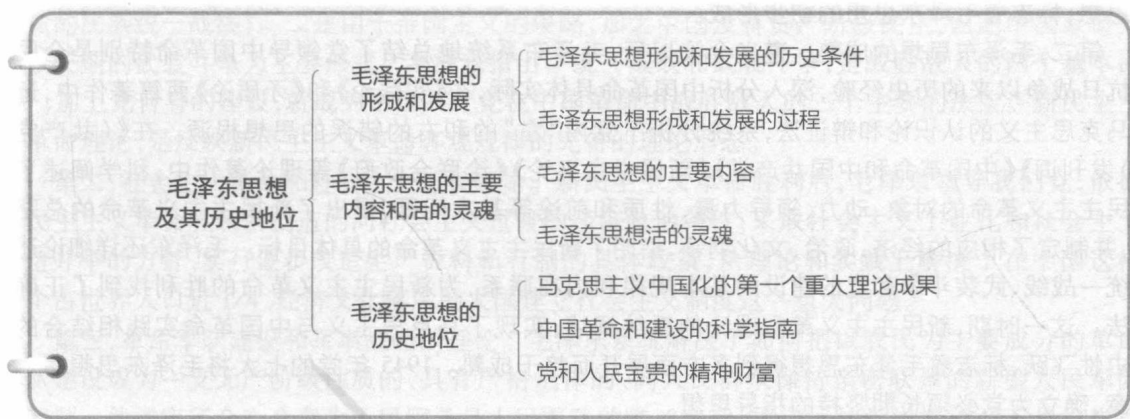 毛泽东思想
及其历史地位
毛泽东思想的
形成和发展
毛泽东思想形成和发展的历史条件
毛泽东思想形成和发展的过程
毛泽东思想的主要
内容和活的灵魂
毛泽东思想的主要内容
毛泽东思想活的灵魂
毛泽东思想的
历史地位
马克思主义中国化的第一个重大理论成果
中国革命和建设的科学指南
党和人民宝贵的精神财富